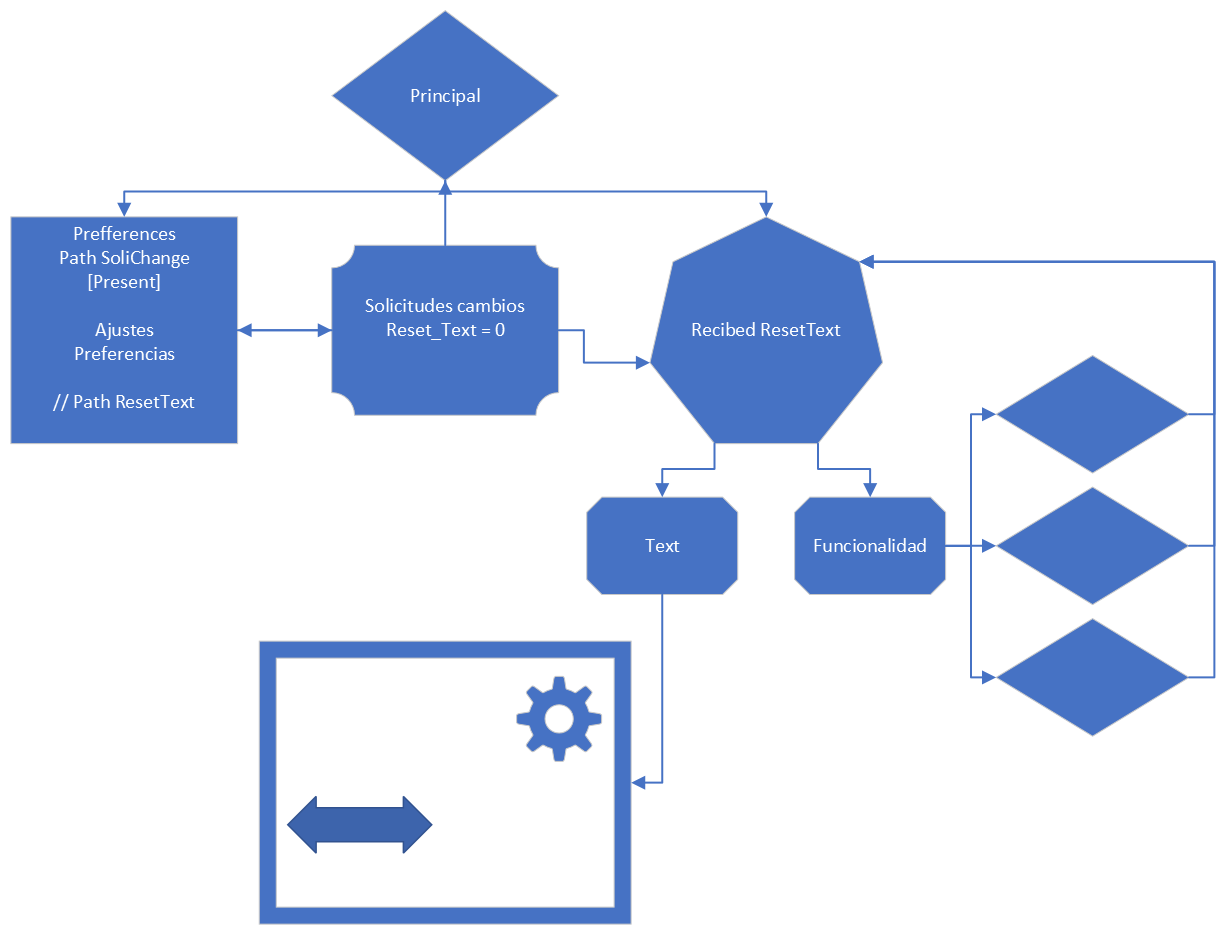 Principal
Prefferences
Path SoliChange
[Present]
Ajustes
Preferencias
// Path ResetText
Solicitudes cambios
Reset_Text = 0
Recibed ResetText
Text
Funcionalidad